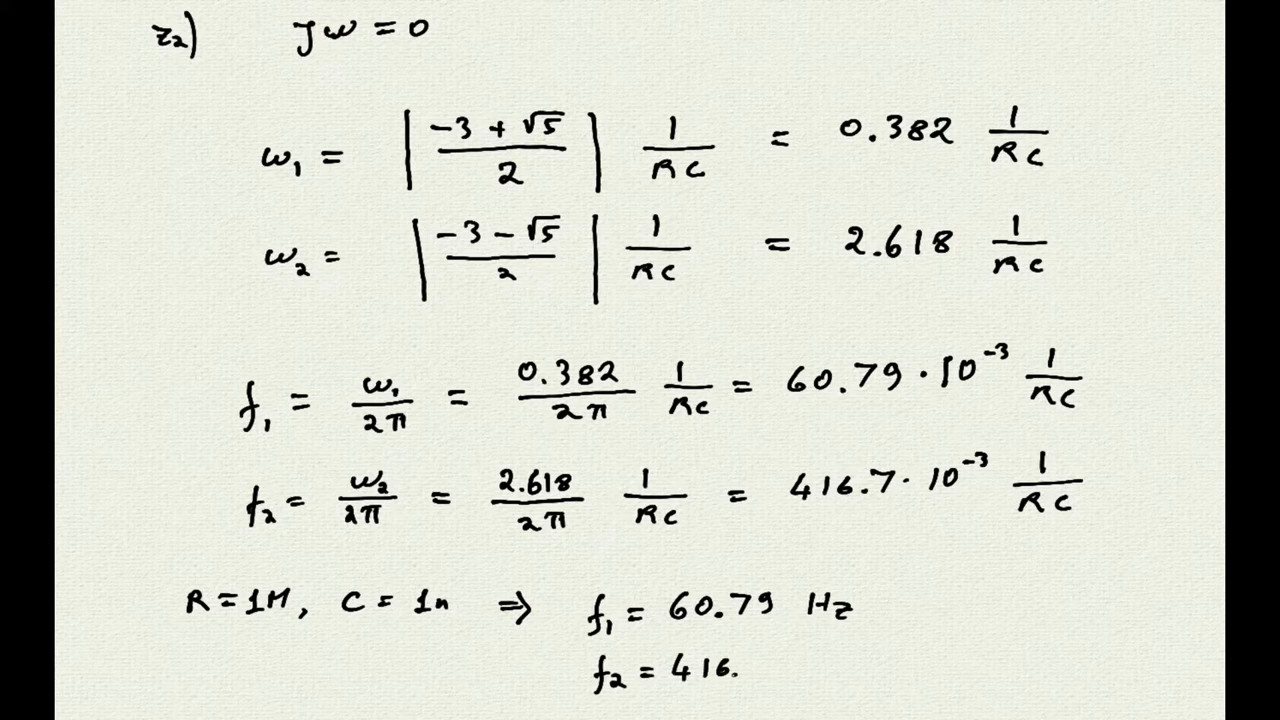 z₂) jω = 0
ω₁ = | (-3 + √5) / 2 | 1/RC = 0.382 1/RC
ω₂ = | (-3 - √5) / 2 | 1/RC = 2.618 1/RC
f₁ = ω₁/2π = 0.382/2π 1/RC = 60.79 · 10⁻³ 1/RC
f₂ = ω₂/2π = 2.618/2π 1/RC = 416.7 · 10⁻³ 1/RC
R = 1M, C = 1n ⇒ f₁ = 60.79 Hz
f₂ = 416.